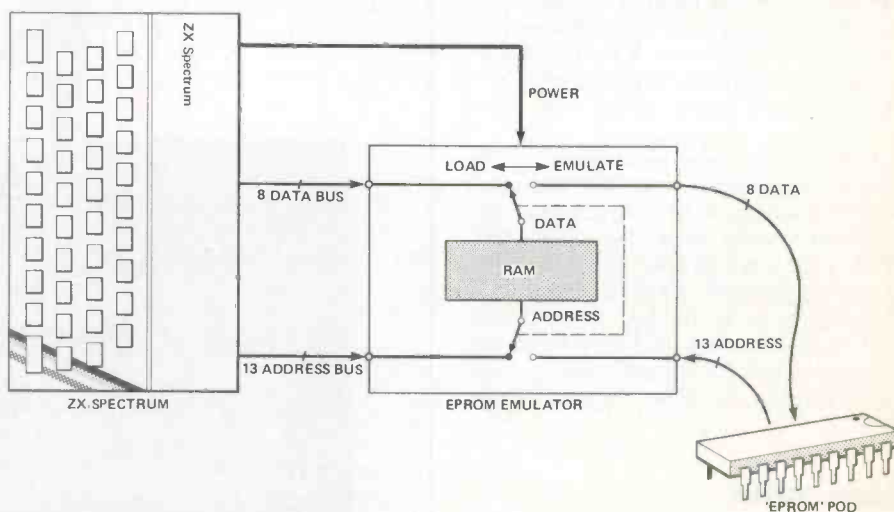 ZX Spectrum
POWER
LOAD EMULATE
8 DATA BUS
8 DATA
DATA
RAM
ADDRESS
13 ADDRESS
13 ADDRESS BUS
ZX SPECTRUM
EPROM EMULATOR
'EPROM' POD